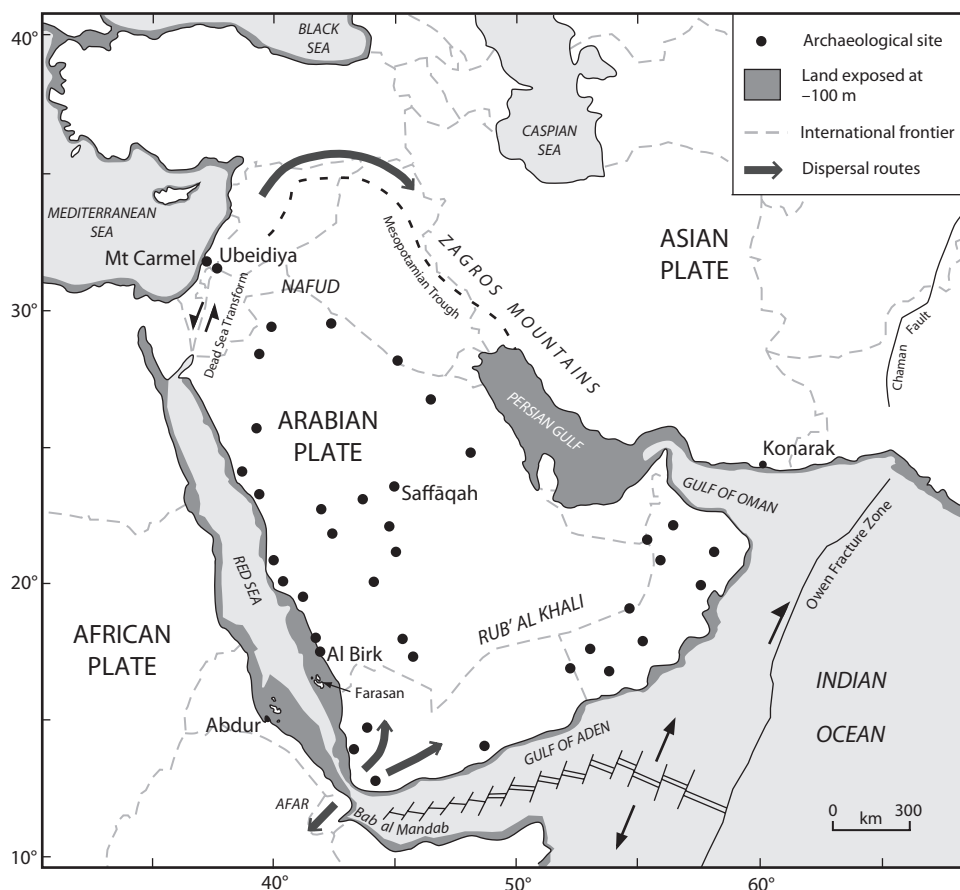 40°
BLACK
SEA
Archaeological site
Land exposed at
–100 m
International frontier
Dispersal routes
CASPIAN
SEA
MEDITERRANEAN
SEA
Mt Carmel
Ubeidiya
ZAGROS MOUNTAINS
ASIAN
PLATE
Mesopotamian Trough
NAFUD
30°
Dead Sea Transform
Chaman Fault
ARABIAN
PLATE
PERSIAN GULF
Konarak
Saffāqah
GULF OF OMAN
Owen Fracture Zone
RED SEA
20°
AFRICAN
PLATE
RUB' AL KHALI
Al Birk
Farasan
INDIAN
OCEAN
Abdur
GULF OF ADEN
AFAR
Bab al Mandab
0 300
km
10°
40° 50° 60°